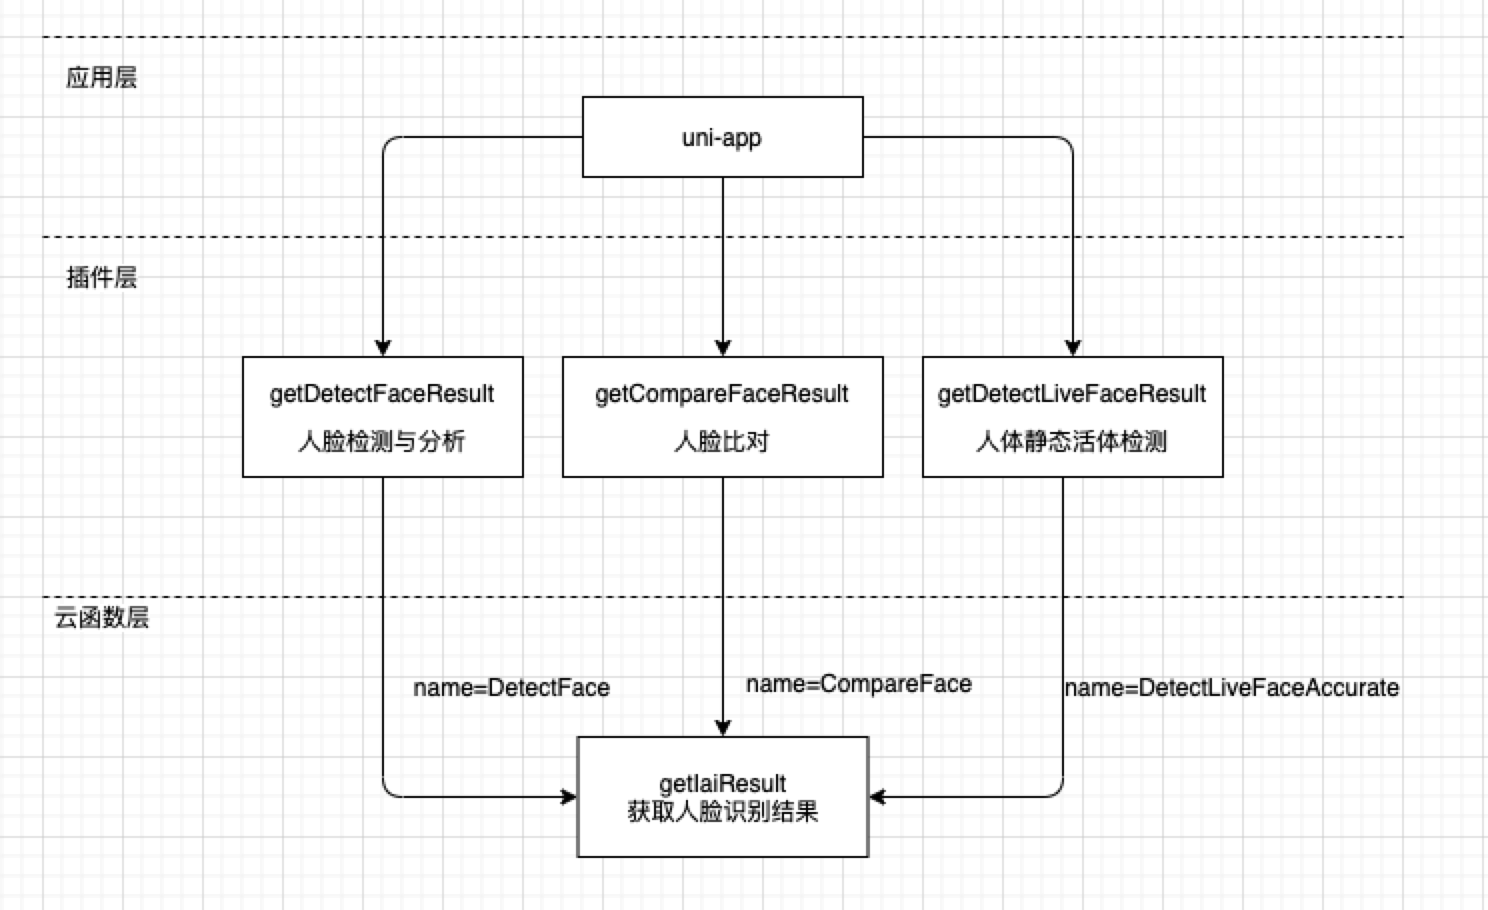 应用层
uni-app
插件层
getDetectFaceResult
人脸检测与分析
getCompareFaceResult
人脸比对
getDetectLiveFaceResult
人体静态活体检测
云函数层
name=DetectFace
name=CompareFace
name=DetectLiveFaceAccurate
getIaiResult
获取人脸识别结果